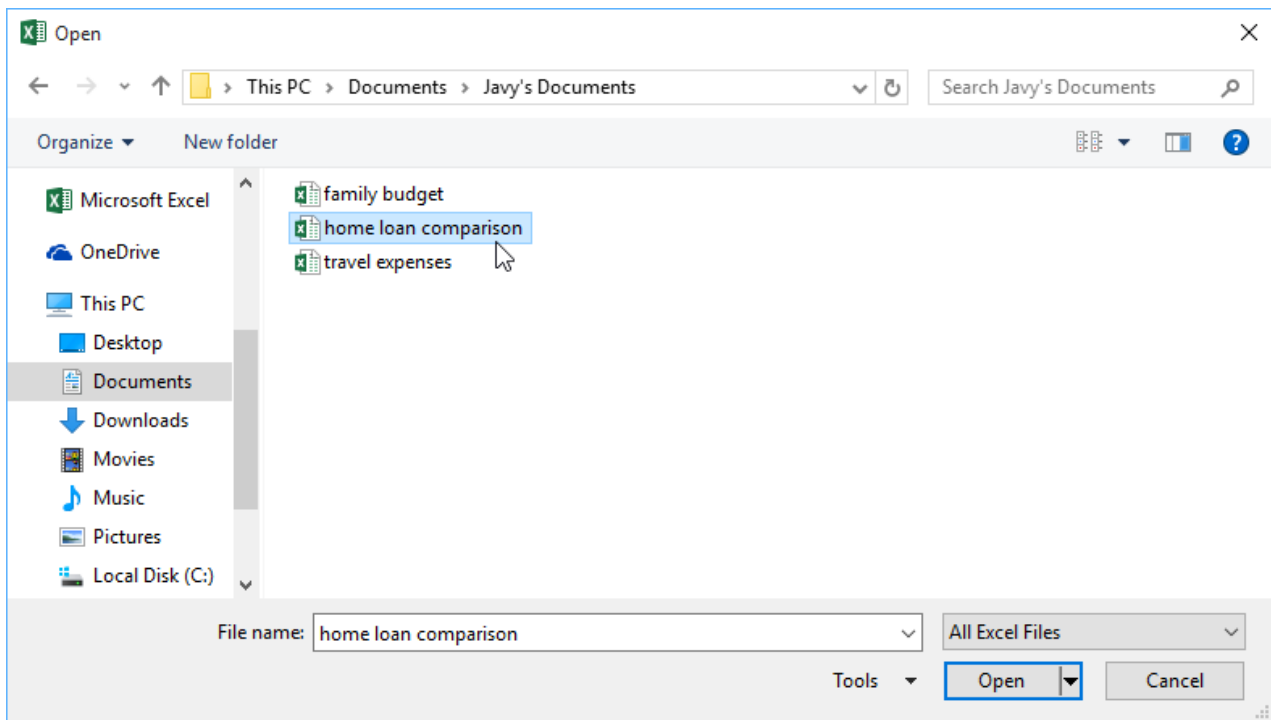 Open
This PC > Documents > Javy's Documents
Search Javy's Documents
Organize
New folder
Microsoft Excel
OneDrive
This PC
Desktop
Documents
Downloads
Movies
Music
Pictures
Local Disk (C:)
family budget
home loan comparison
travel expenses
File name: home loan comparison
All Excel Files
Tools
Open
Cancel